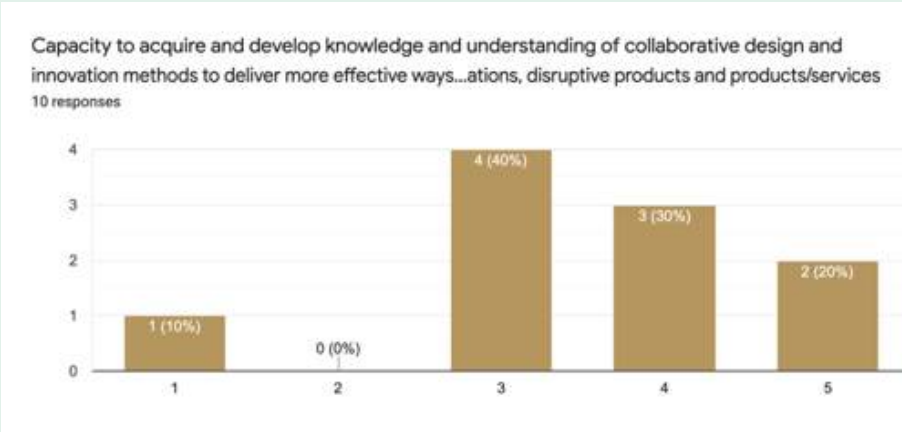 Capacity to acquire and develop knowledge and understanding of collaborative design and
innovation methods to deliver more effective ways...ations, disruptive products and products/services
10 responses
4
4 (40%)
3
3 (30%)
2
2 (20%)
1
1 (10%)
0 (0%)
0
1 2 3 4 5